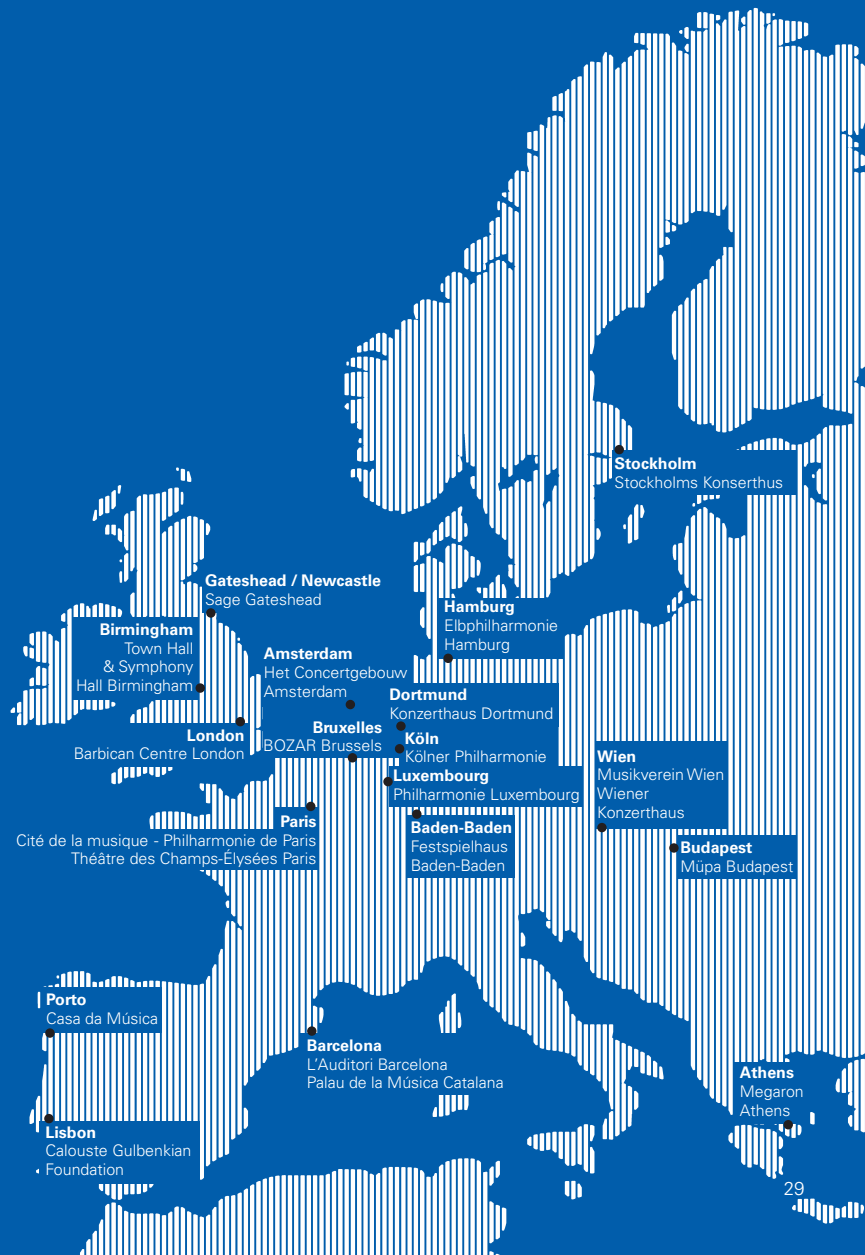 Stockholm
Stockholms Konserthus
Gateshead / Newcastle
Sage Gateshead
Hamburg
Elbphilharmonie
Hamburg
Birmingham
Town Hall
& Symphony
Hall Birmingham
Amsterdam
Het Concertgebouw
Amsterdam
Dortmund
Konzerthaus Dortmund
London
Barbican Centre London
Bruxelles
BOZAR Brussels
Köln
Kölner Philharmonie
Wien
Musikverein Wien
Wiener
Konzerthaus
Luxembourg
Philharmonie Luxembourg
Paris
Cité de la musique - Philharmonie de Paris
Théâtre des Champs-Élysées Paris
Baden-Baden
Festspielhaus
Baden-Baden
Budapest
Müpa Budapest
Porto
Casa da Música
Barcelona
L'Auditori Barcelona
Palau de la Música Catalana
Athens
Megaron
Athens
Lisbon
Calouste Gulbenkian
Foundation
29